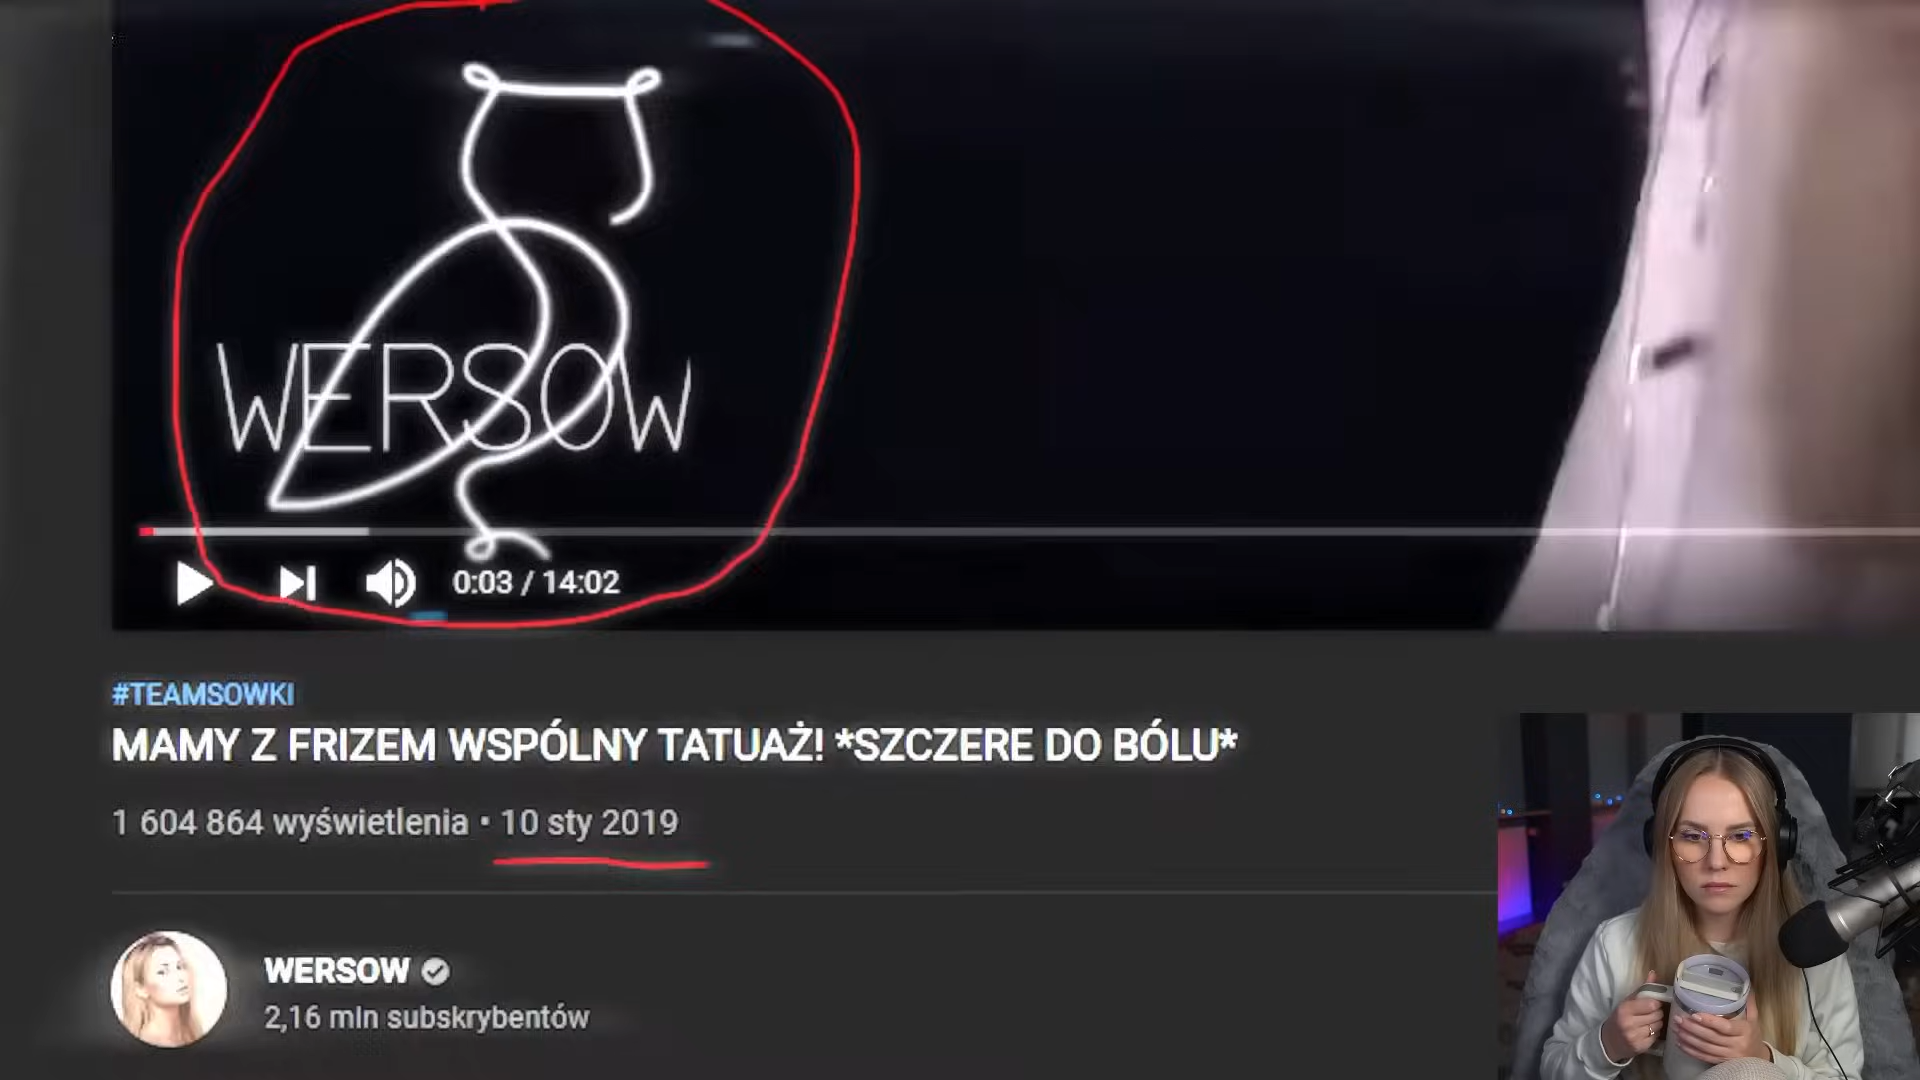 WERSOW
0:03 / 14:02
#TEAMSOWKI
MAMY Z FRIZEM WSPÓLNY TATUAŻ! *SZCZERE DO BÓLU*
1 604 864 wyświetlenia • 10 sty 2019
WERSOW
2,16 mln subskrybentów